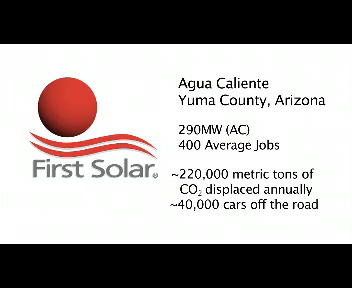 Agua Caliente
Yuma County, Arizona
290MW (AC)
400 Average Jobs
~220,000 metric tons of
CO₂ displaced annually
~40,000 cars off the road
First Solar®